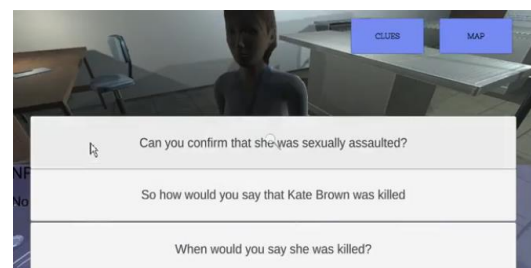 CLUES
MAP
Can you confirm that she was sexually assaulted?
So how would you say that Kate Brown was killed
When would you say she was killed?
No